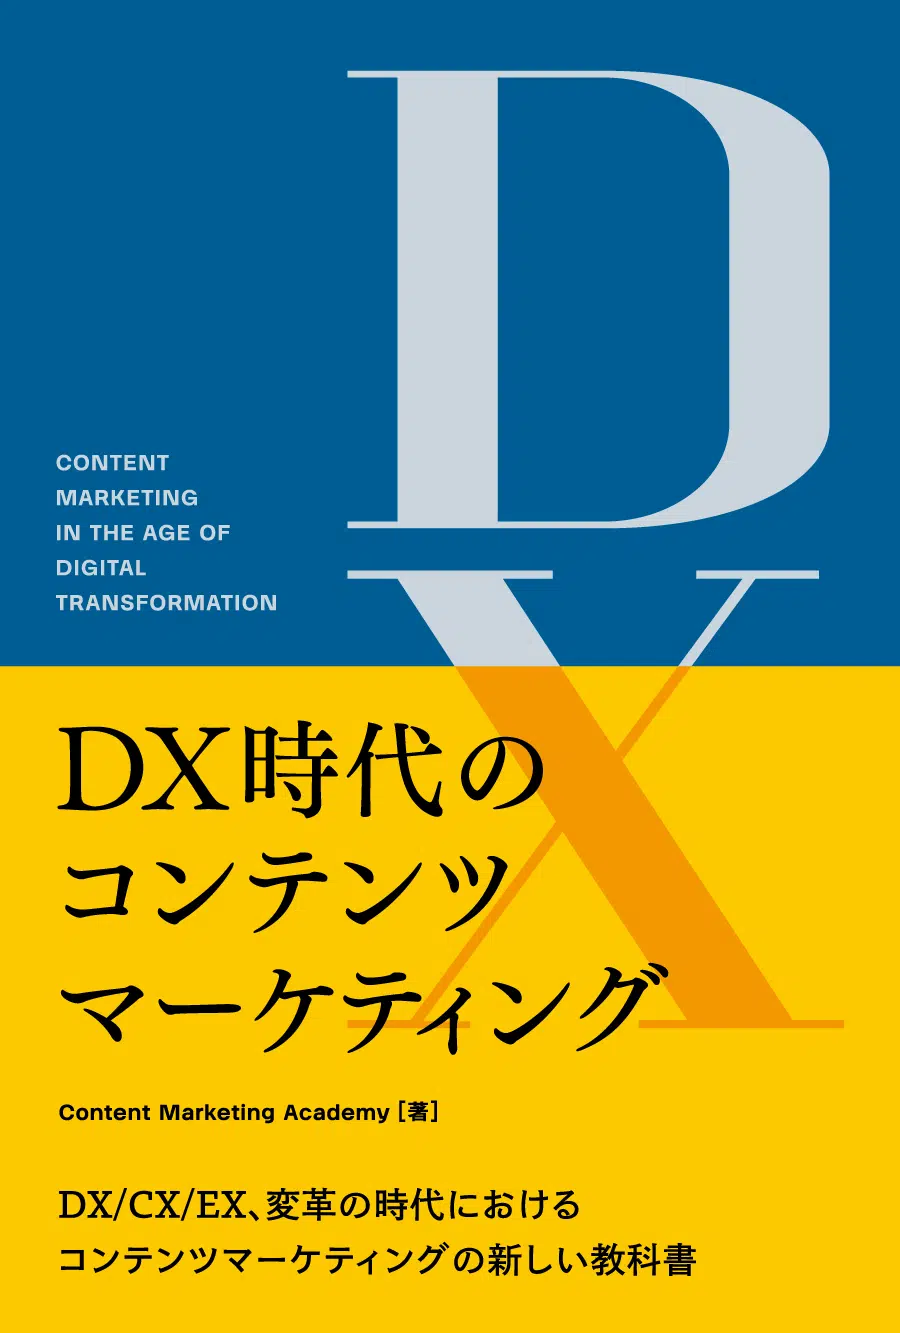 D
X
CONTENT
MARKETING
IN THE AGE OF
DIGITAL
TRANSFORMATION
DX時代の
コンテンツ
マーケティング
Content Marketing Academy [著]
DX/CX/EX、変革の時代における
コンテンツマーケティングの新しい教科書